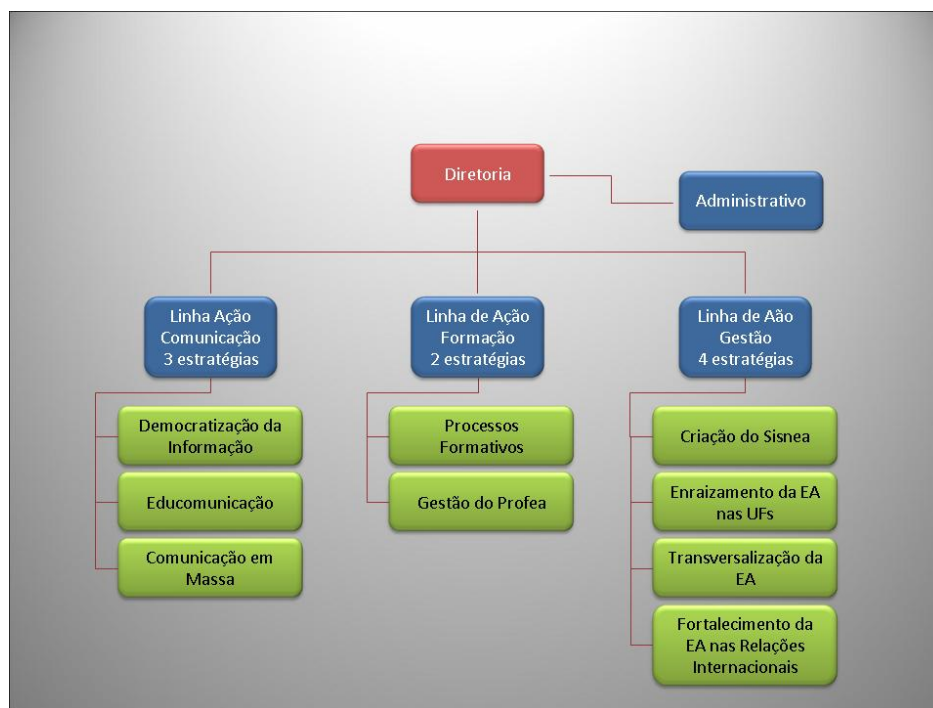 Diretoria
Administrativo
Linha Ação
Comunicação
3 estratégias
Linha de Ação
Formação
2 estratégias
Linha de Aão
Gestão
4 estratégias
Democratização da
Informação
Educomunicação
Comunicação em
Massa
Processos
Formativos
Gestão do Profea
Criação do Sisnea
Enraizamento da EA
nas UFs
Transversalização da
EA
Fortalecimento da
EA nas Relações
Internacionais